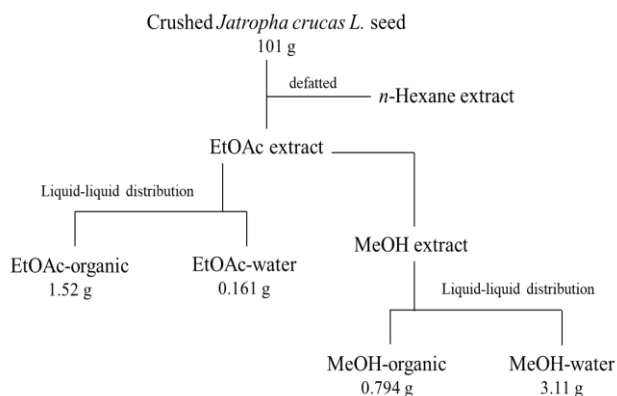 Crushed Jatropha crucas L. seed
101 g
defatted
n-Hexane extract
EtOAc extract
Liquid-liquid distribution
EtOAc-organic
1.52 g
EtOAc-water
0.161 g
MeOH extract
Liquid-liquid distribution
MeOH-organic
0.794 g
MeOH-water
3.11 g